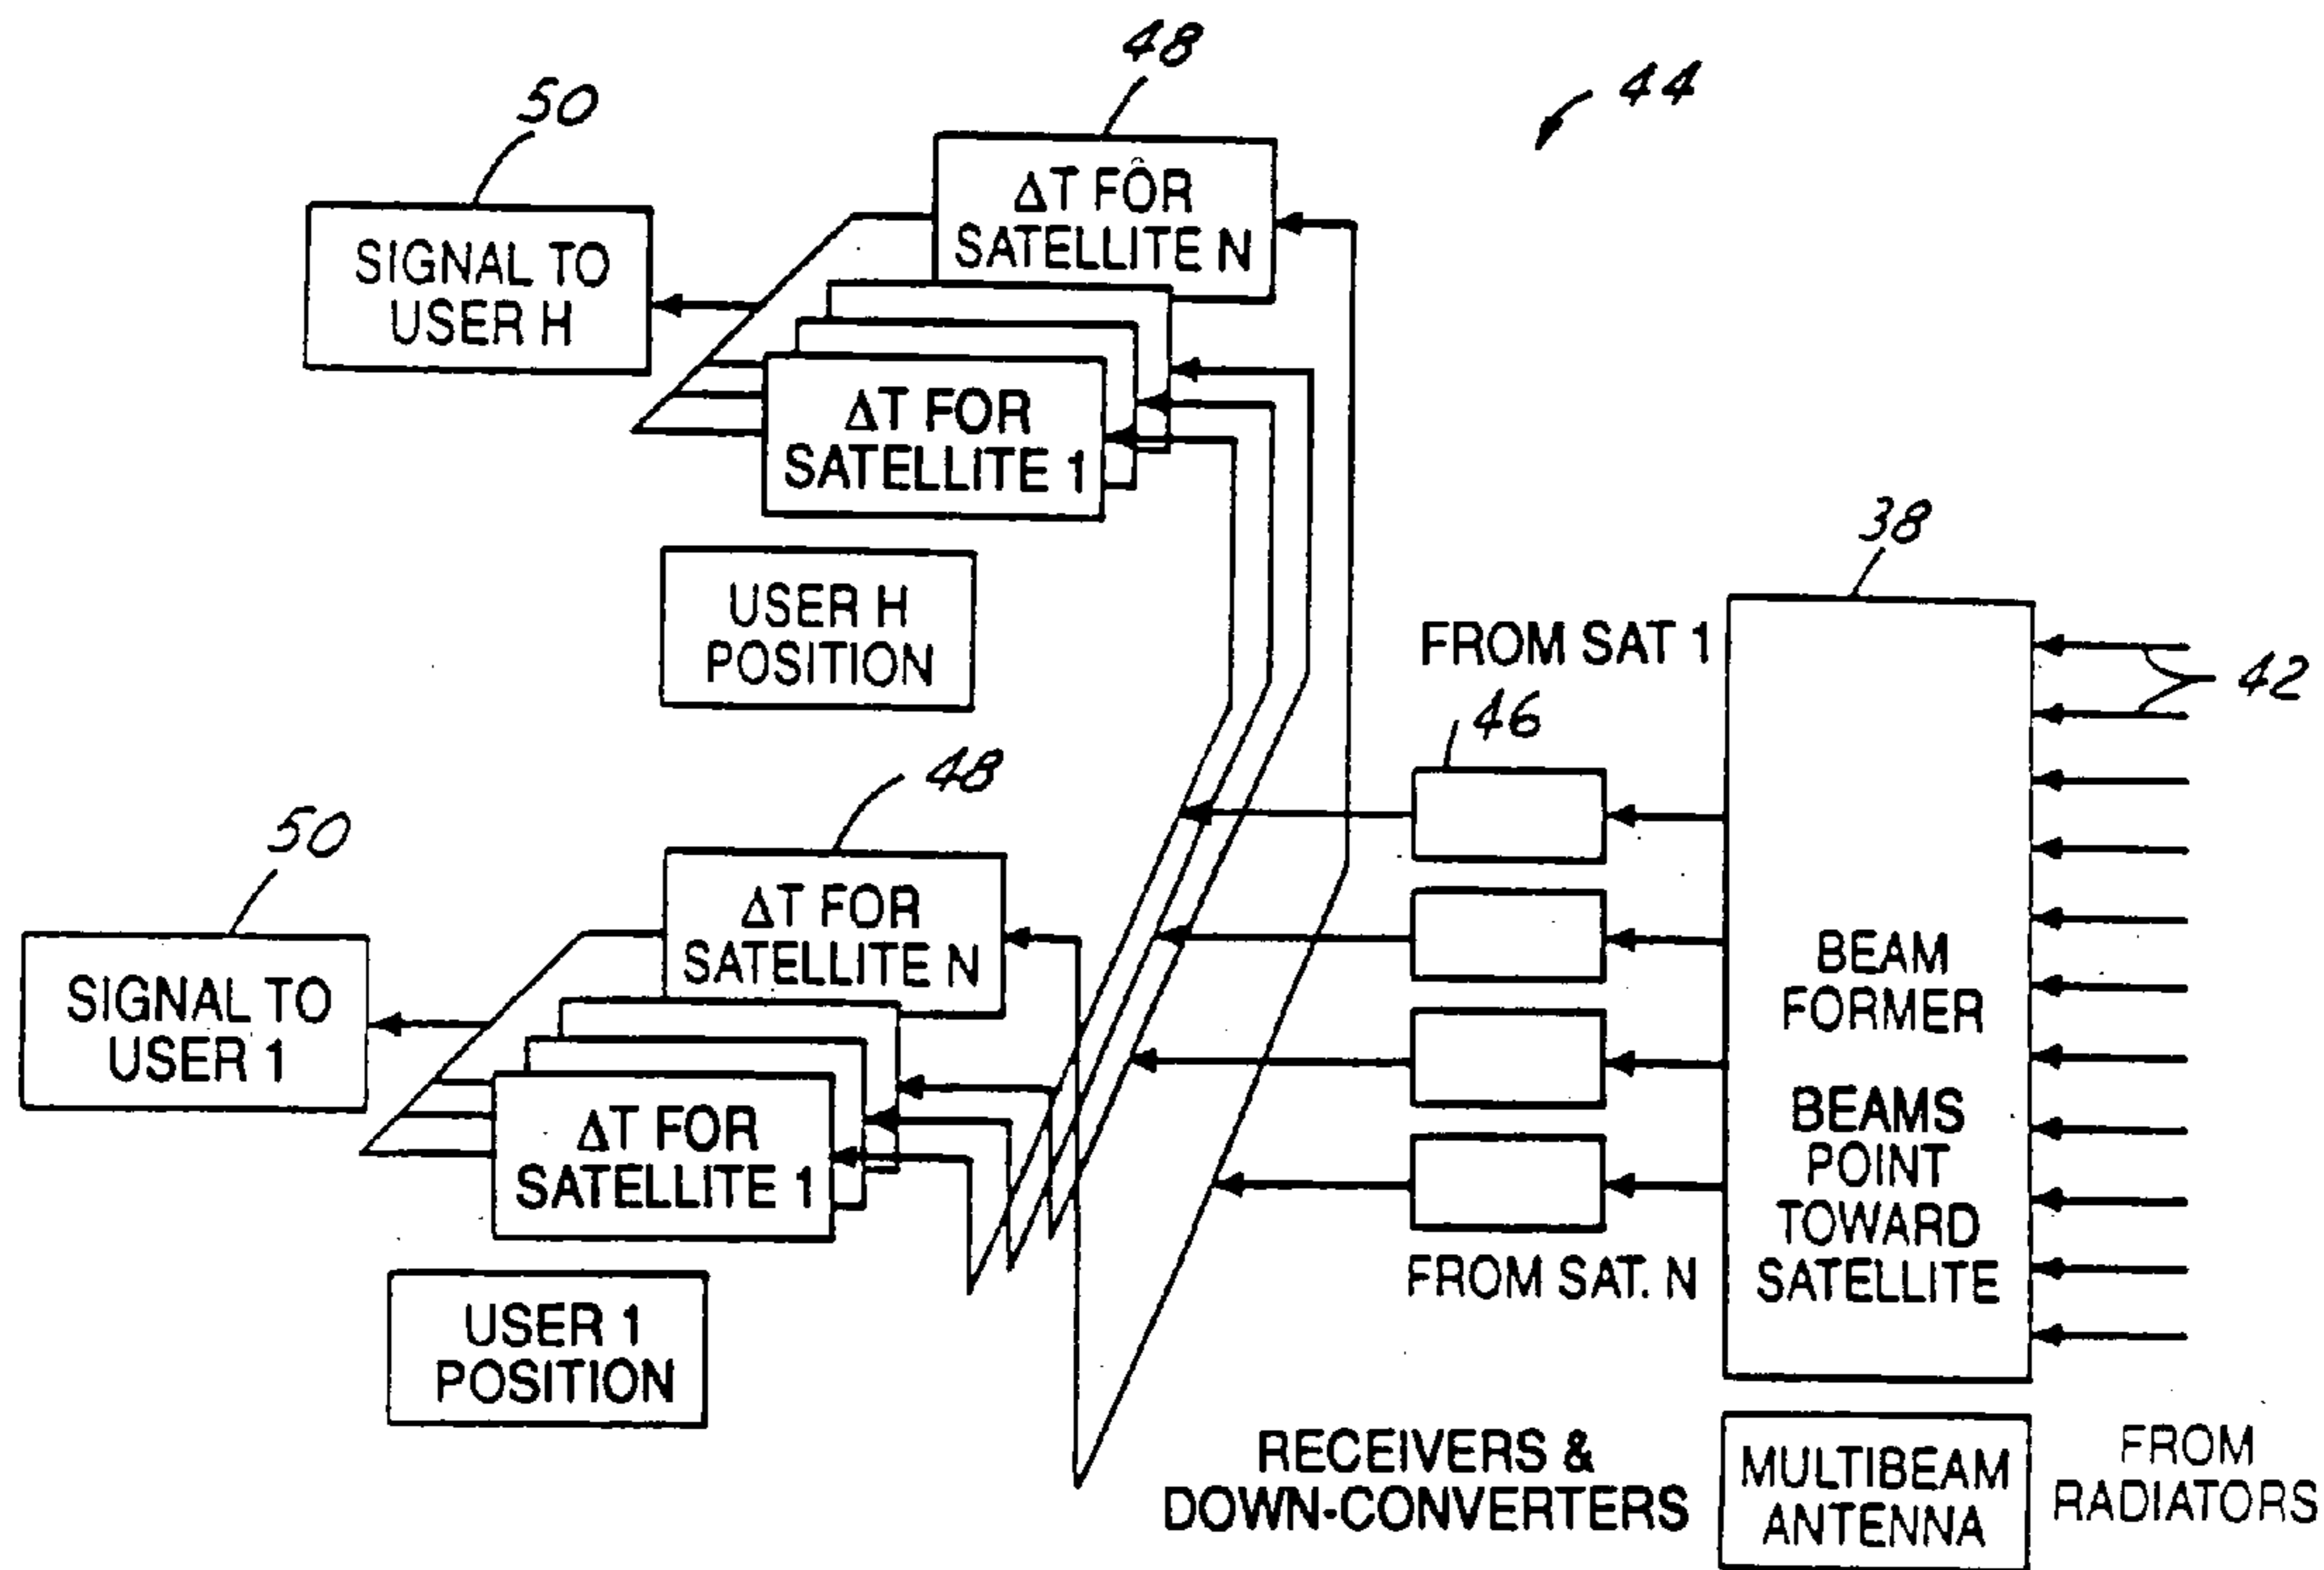 48
44
50
ΔT FOR
SATELLITE N
SIGNAL TO
USER H
ΔT FOR
SATELLITE 1
38
USER H
POSITION
FROM SAT 1
42
46
48
50
ΔT FOR
SATELLITE N
BEAM
FORMER
SIGNAL TO
USER 1
BEAMS
POINT
TOWARD
SATELLITE
ΔT FOR
SATELLITE 1
FROM SAT. N
USER 1
POSITION
RECEIVERS &
DOWN-CONVERTERS
MULTIBEAM
ANTENNA
FROM
RADIATORS